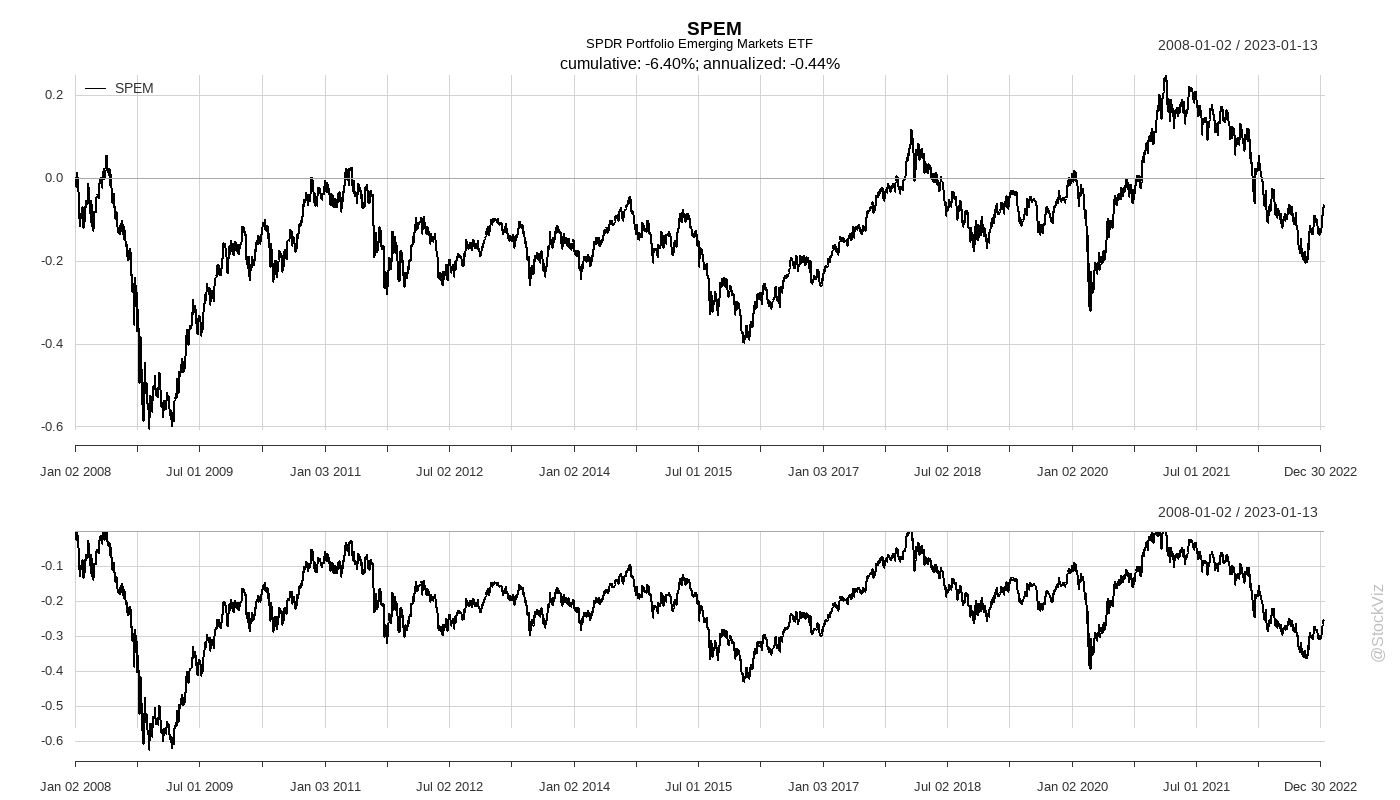 SPEM
SPDR Portfolio Emerging Markets ETF
2008-01-02 / 2023-01-13
cumulative: -6.40%; annualized: -0.44%
SPEM
0.2
0.0
-0.2
-0.4
-0.6
Jan 02 2008 Jul 01 2009 Jan 03 2011 Jul 02 2012 Jan 02 2014 Jul 01 2015 Jan 03 2017 Jul 02 2018 Jan 02 2020 Jul 01 2021 Dec 30 2022
2008-01-02 / 2023-01-13
-0.1
-0.2
-0.3
-0.4
-0.5
-0.6
Jan 02 2008 Jul 01 2009 Jan 03 2011 Jul 02 2012 Jan 02 2014 Jul 01 2015 Jan 03 2017 Jul 02 2018 Jan 02 2020 Jul 01 2021 Dec 30 2022
@StockViz